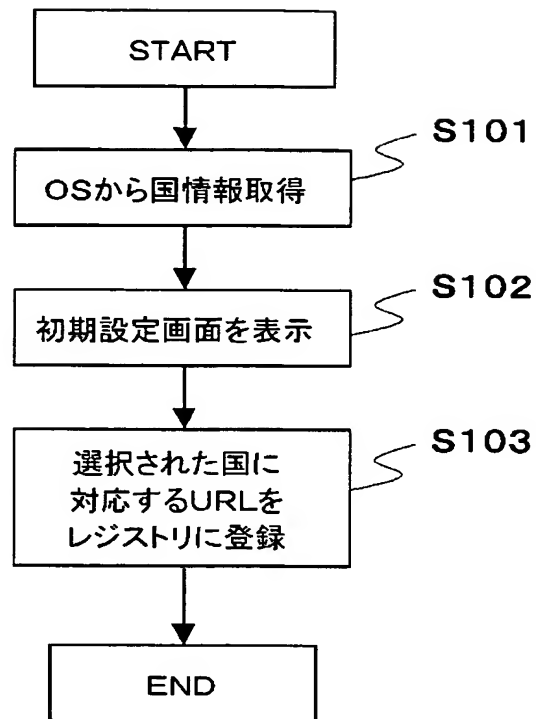 START
S101
OSから国情報取得
S102
初期設定画面を表示
S103
選択された国に
対応するURLを
レジストリに登録
END